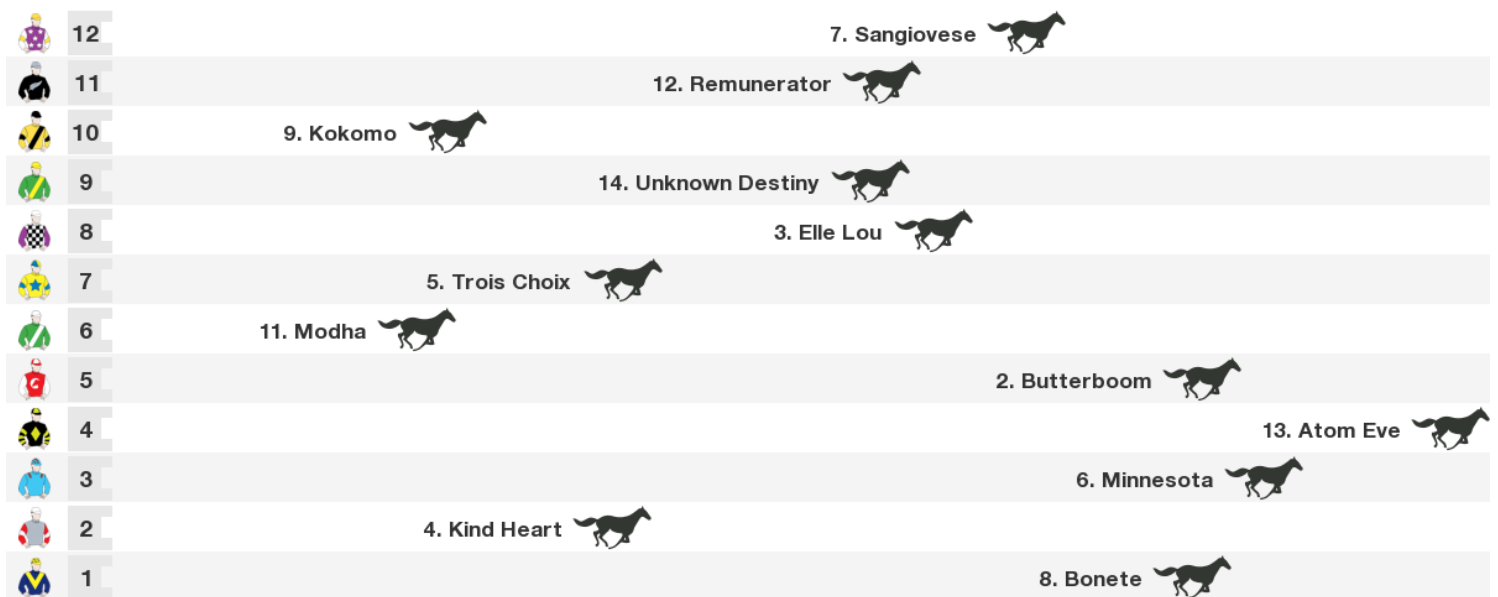 12 7. Sangiovese
11 12. Remunerator
10 9. Kokomo
9 14. Unknown Destiny
8 3. Elle Lou
7 5. Trois Choix
6 11. Modha
5 2. Butterboom
4 13. Atom Eve
3 6. Minnesota
2 4. Kind Heart
1 8. Bonete